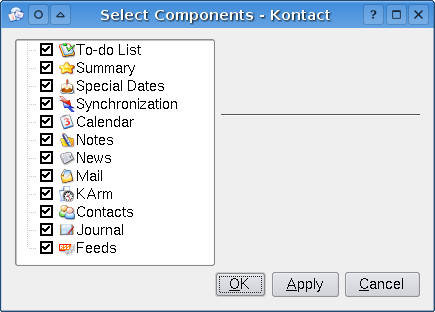 Select Components - Kontact
To-do List
Summary
Special Dates
Synchronization
Calendar
Notes
News
Mail
KArm
Contacts
Journal
Feeds
OK Apply Cancel